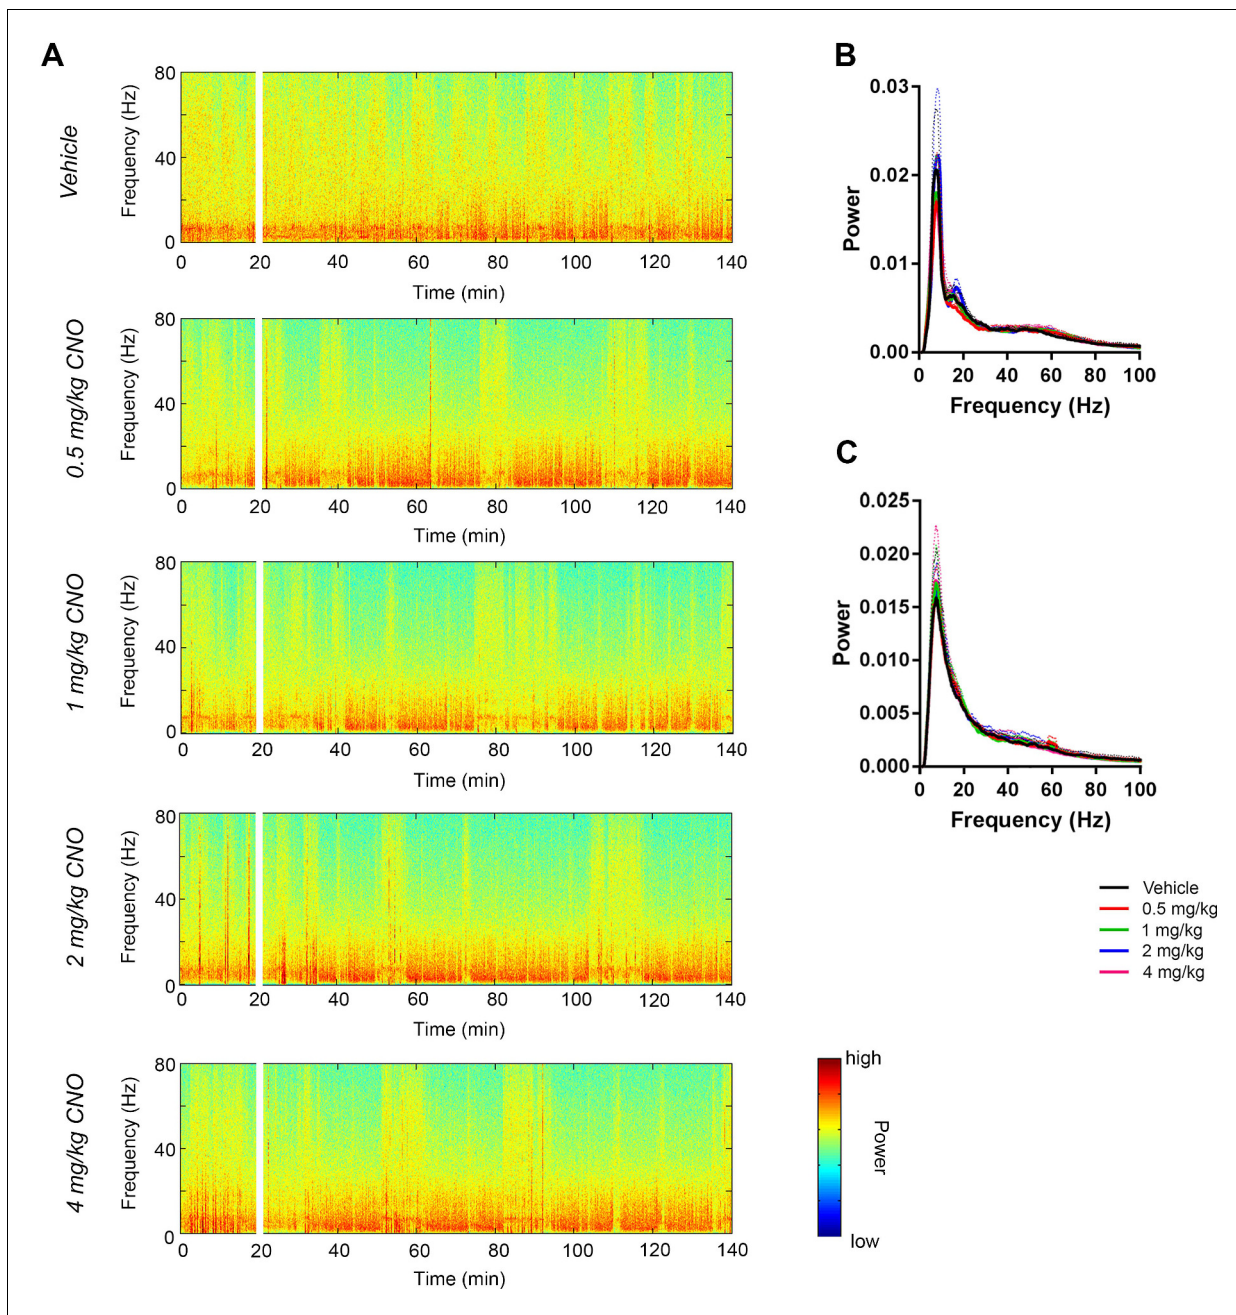 A
Vehicle
Frequency (Hz)
80
40
0
0 20 40 60 80 100 120 140
Time (min)
0.5 mg/kg CNO
Frequency (Hz)
80
40
0
0 20 40 60 80 100 120 140
Time (min)
1 mg/kg CNO
Frequency (Hz)
80
40
0
0 20 40 60 80 100 120 140
Time (min)
2 mg/kg CNO
Frequency (Hz)
80
40
0
0 20 40 60 80 100 120 140
Time (min)
4 mg/kg CNO
Frequency (Hz)
80
40
0
0 20 40 60 80 100 120 140
Time (min)
B
Power
0.03
0.02
0.01
0.00
0 20 40 60 80 100
Frequency (Hz)
C
Power
0.025
0.020
0.015
0.010
0.005
0.000
0 20 40 60 80 100
Frequency (Hz)
Vehicle
0.5 mg/kg
1 mg/kg
2 mg/kg
4 mg/kg
high
Power
low